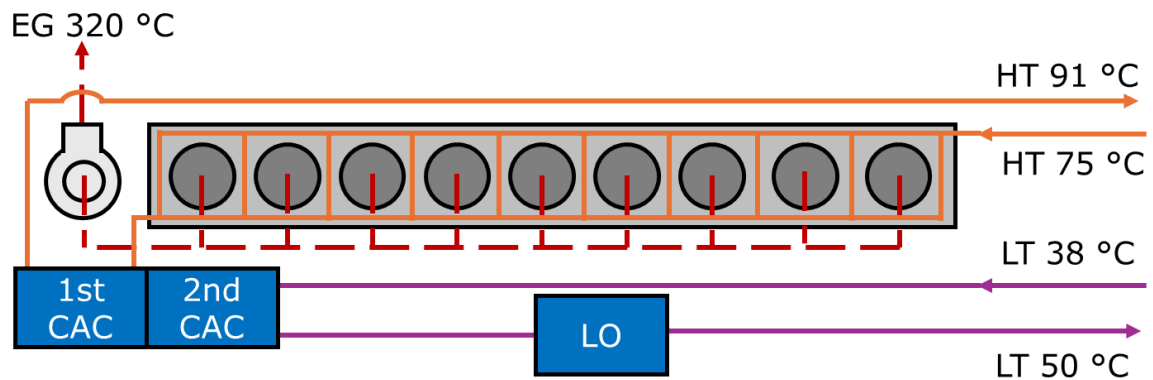 EG 320 °C
HT 91 °C
HT 75 °C
LT 38 °C
1st
CAC
2nd
CAC
LO
LT 50 °C